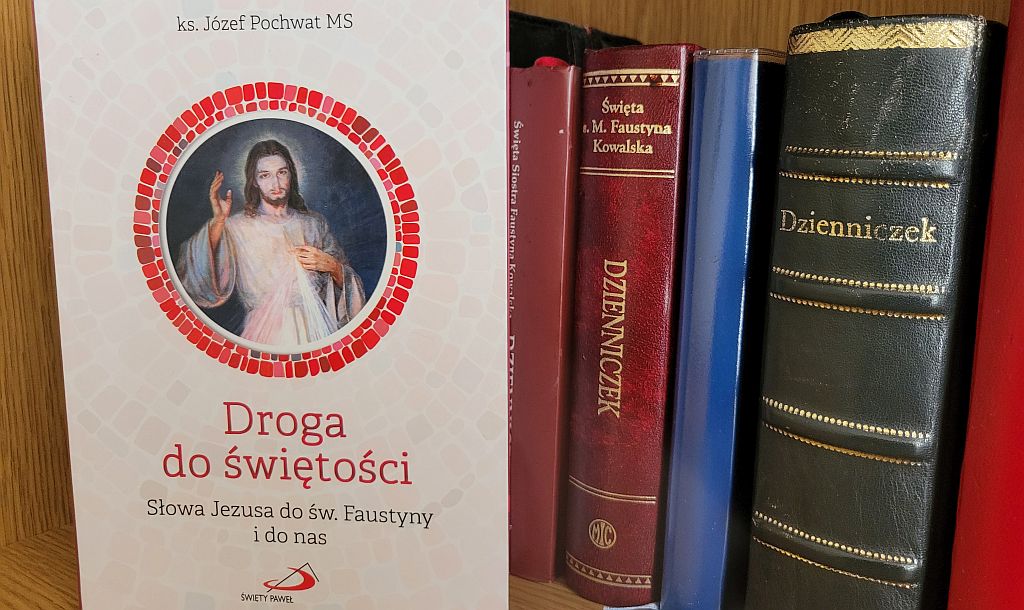 ks. Józef Pochwat MS
Droga
do świętości
Słowa Jezusa do św. Faustyny
i do nas
ŚWIĘTY PAWEŁ
Święta Siostra Faustyna Kowalska
Święta
s. M. Faustyna
Kowalska
DZIENNICZEK
MIC
Dzienniczek